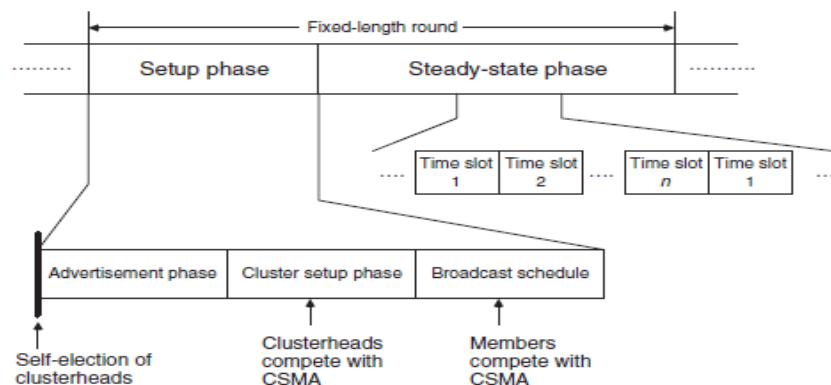 Fixed-length round
Setup phase
Steady-state phase
Time slot
1
Time slot
2
Time slot
n
Time slot
1
Advertisement phase
Cluster setup phase
Broadcast schedule
Self-election of
clusterheads
Clusterheads
compete with
CSMA
Members
compete with
CSMA